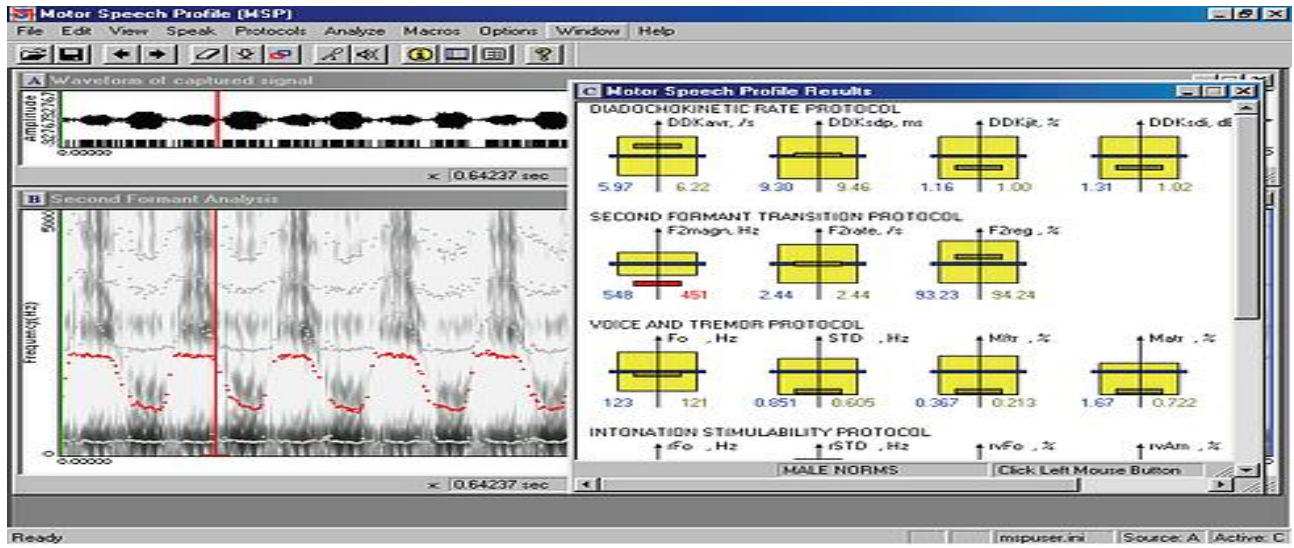 Motor Speech Profile (MSP)
File Edit View Speak Protocols Analyze Macros Options Window Help
A Waveform of captured signal
Amplitude
0.00000
x: 0.64237 sec
B Second Formant Analysis
5000
Frequency(Hz)
0
0.00000
x: 0.64237 sec
C Motor Speech Profile Results
DIADOCHOKINETIC RATE PROTOCOL
DDKavr, /s DDKsdp, ms DDKjit, % DDKsdi, dB
5.97 6.22 9.30 9.46 1.16 1.00 1.31 1.02
SECOND FORMANT TRANSITION PROTOCOL
F2magn, Hz F2rate, /s F2reg , %
548 451 2.44 2.44 93.23 94.24
VOICE AND TREMOR PROTOCOL
Fo , Hz STD , Hz Mftr , % Matr , %
123 121 0.851 0.605 0.367 0.213 1.67 0.722
INTONATION STIMULABILITY PROTOCOL
rFo , Hz rSTD , Hz rvFo , % rvAm , %
MALE NORMS Click Left Mouse Button
Ready mspuser.ini Source: A Active: C